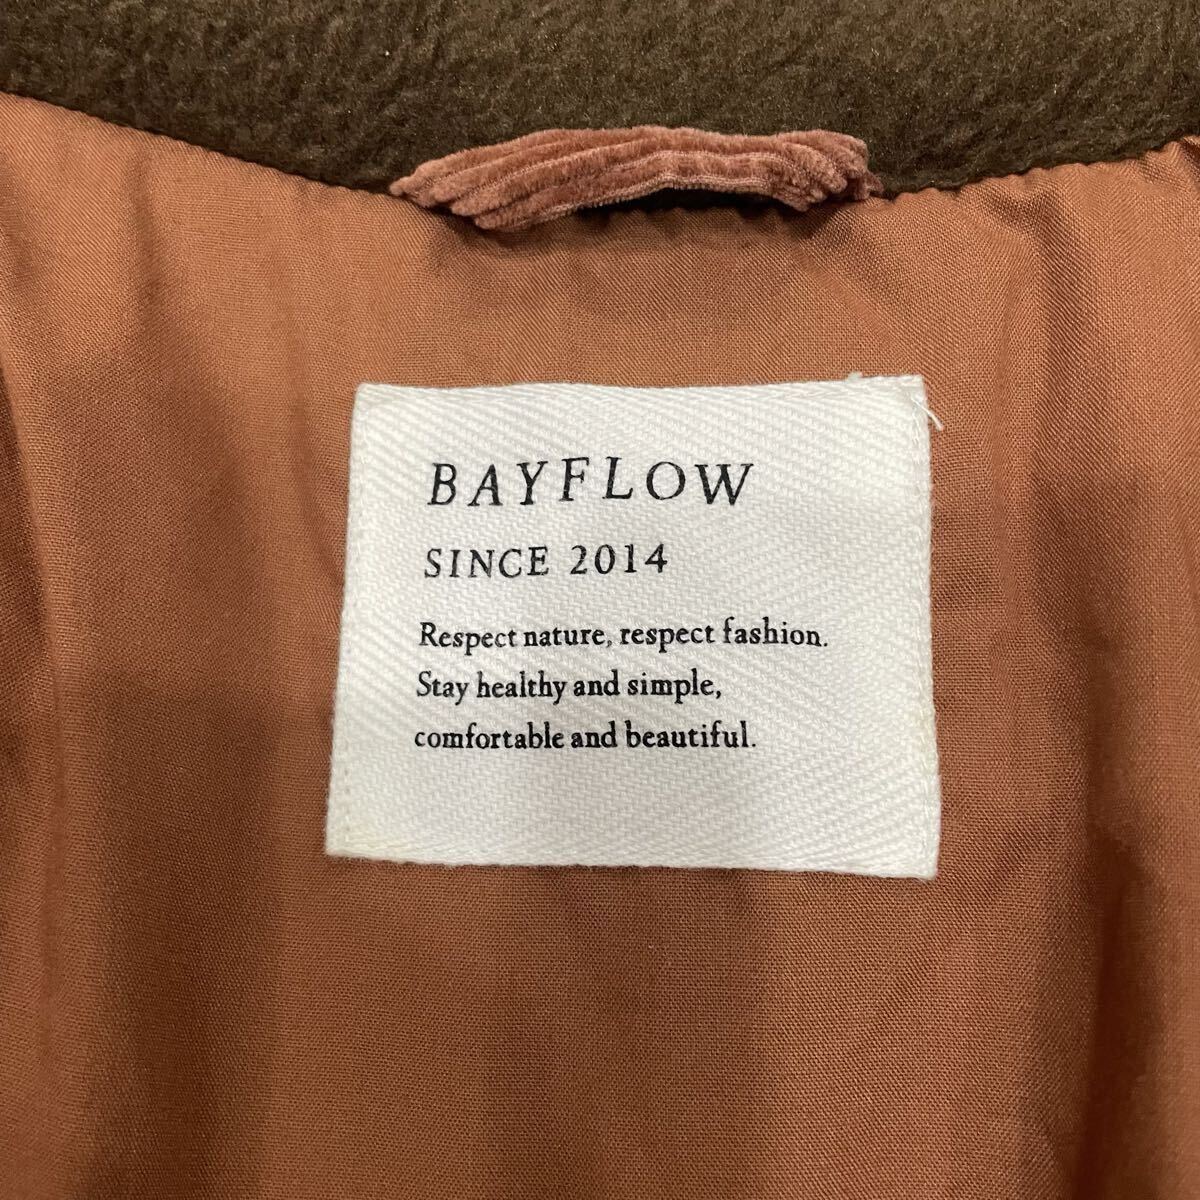 BAYFLOW
SINCE 2014
Respect nature, respect fashion.
Stay healthy and simple,
comfortable and beautiful.